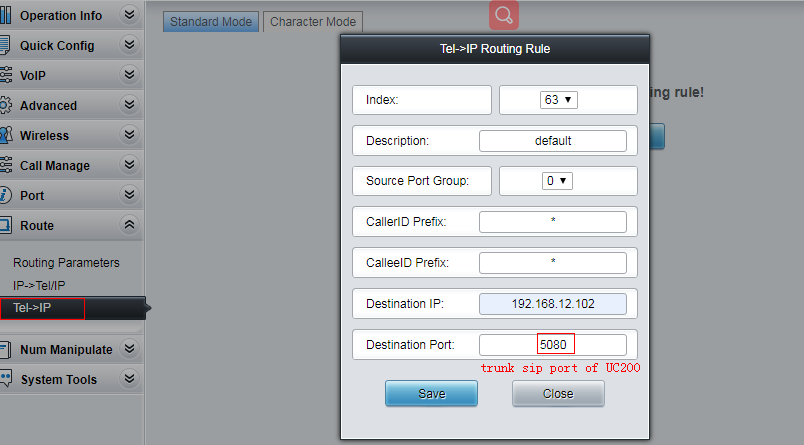 Operation Info
Quick Config
VoIP
Advanced
Wireless
Call Manage
Port
Route
Routing Parameters
IP->Tel/IP
Tel->IP
Num Manipulate
System Tools
Standard Mode
Character Mode
ing rule!
Tel->IP Routing Rule
Index: 63
Description: default
Source Port Group: 0
CallerID Prefix: *
CalleeID Prefix: *
Destination IP: 192.168.12.102
Destination Port: 5080
trunk sip port of UC200
Save Close